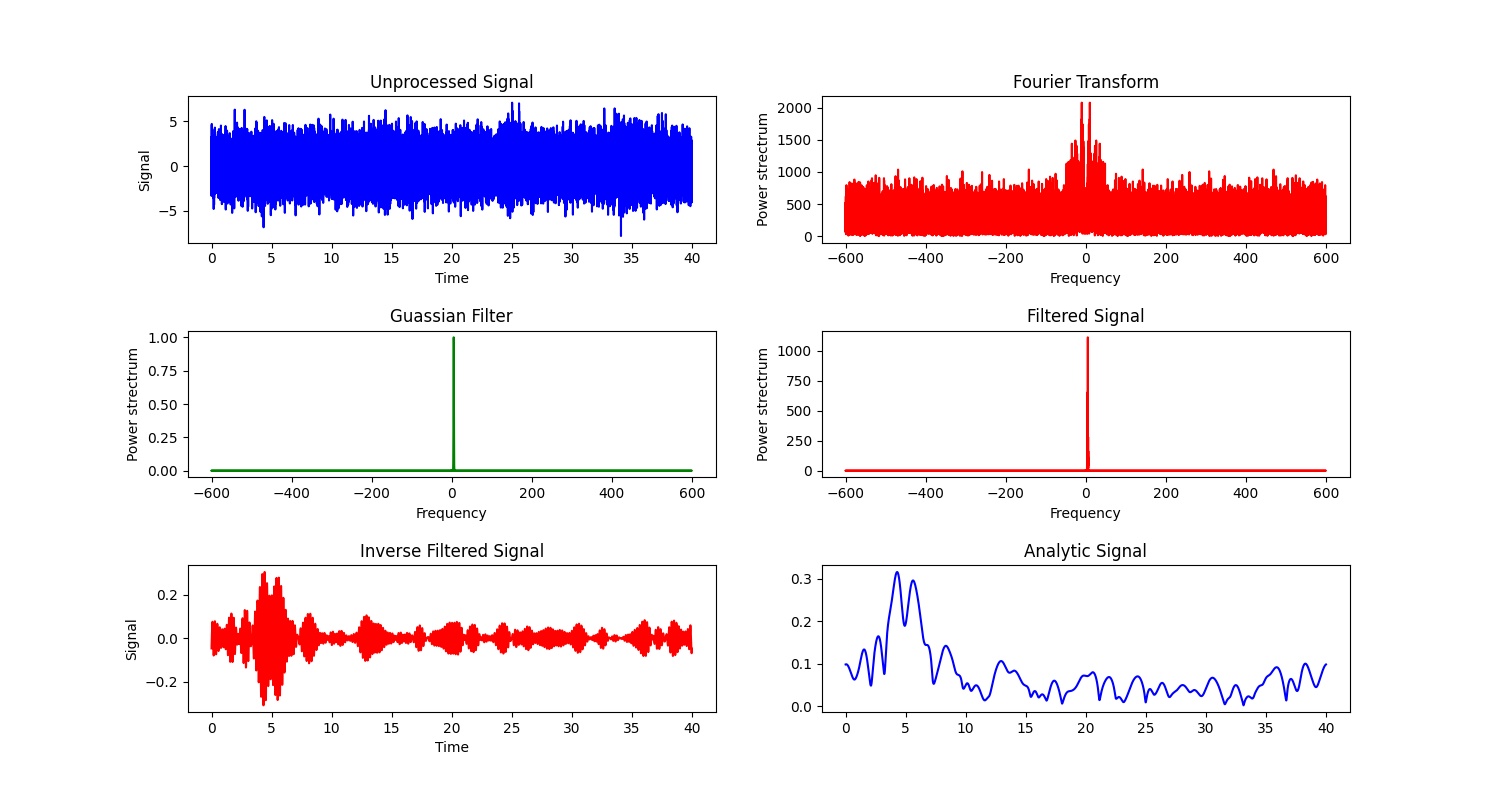 Unprocessed Signal
Signal
5
0
−5
0 5 10 15 20 25 30 35 40
Time
Fourier Transform
Power strectrum
2000
1500
1000
500
0
−600 −400 −200 0 200 400 600
Frequency
Guassian Filter
Power strectrum
1.00
0.75
0.50
0.25
0.00
−600 −400 −200 0 200 400 600
Frequency
Filtered Signal
Power strectrum
1000
750
500
250
0
−600 −400 −200 0 200 400 600
Frequency
Inverse Filtered Signal
Signal
0.2
0.0
−0.2
0 5 10 15 20 25 30 35 40
Time
Analytic Signal
0.3
0.2
0.1
0.0
0 5 10 15 20 25 30 35 40